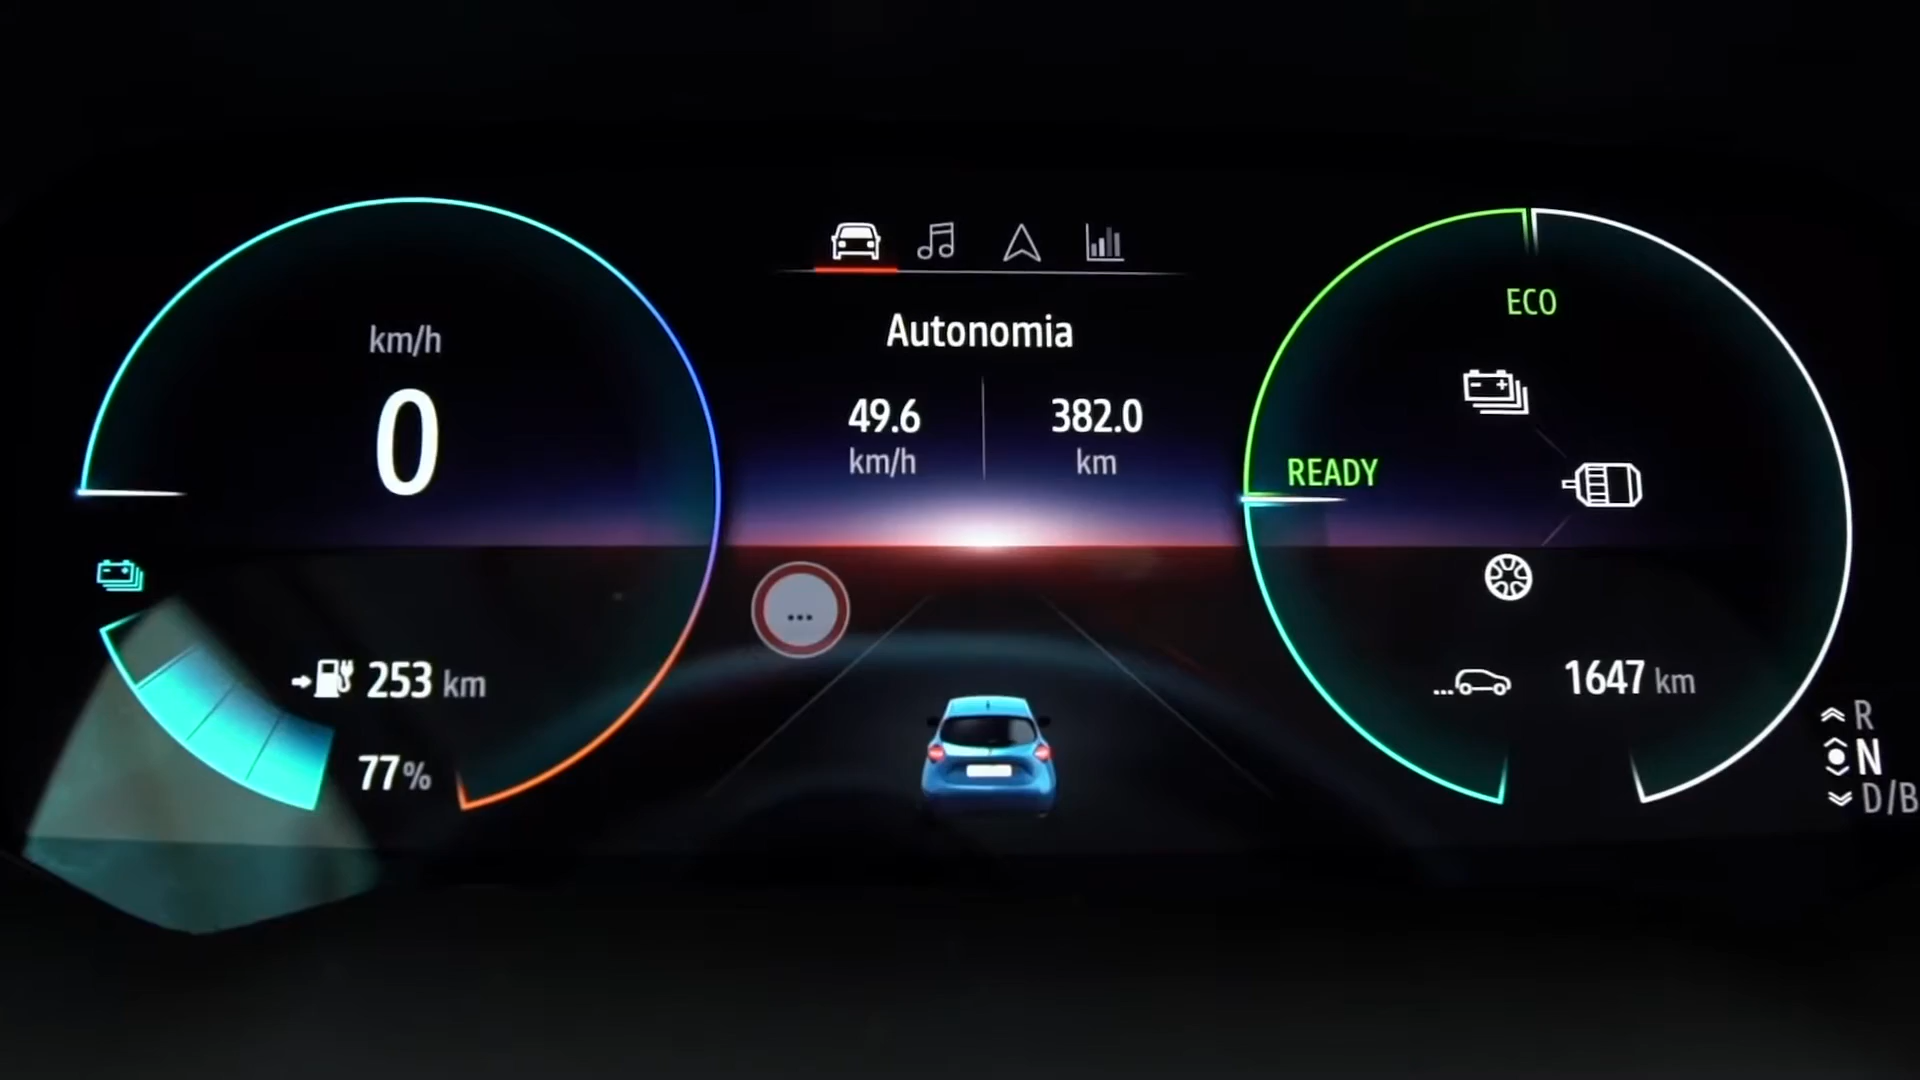 km/h
0
253 km
77%
Autonomia
49.6
km/h
382.0
km
...
ECO
READY
1647 km
R
N
D/B